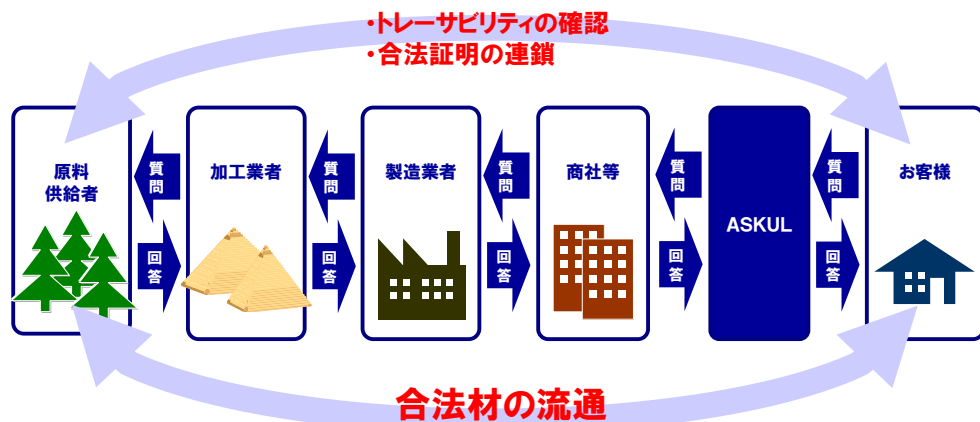 ・トレーサビリティの確認
・合法証明の連鎖
原料
供給者
質問
回答
加工業者
質問
回答
製造業者
質問
回答
商社等
質問
回答
ASKUL
質問
回答
お客様
合法材の流通